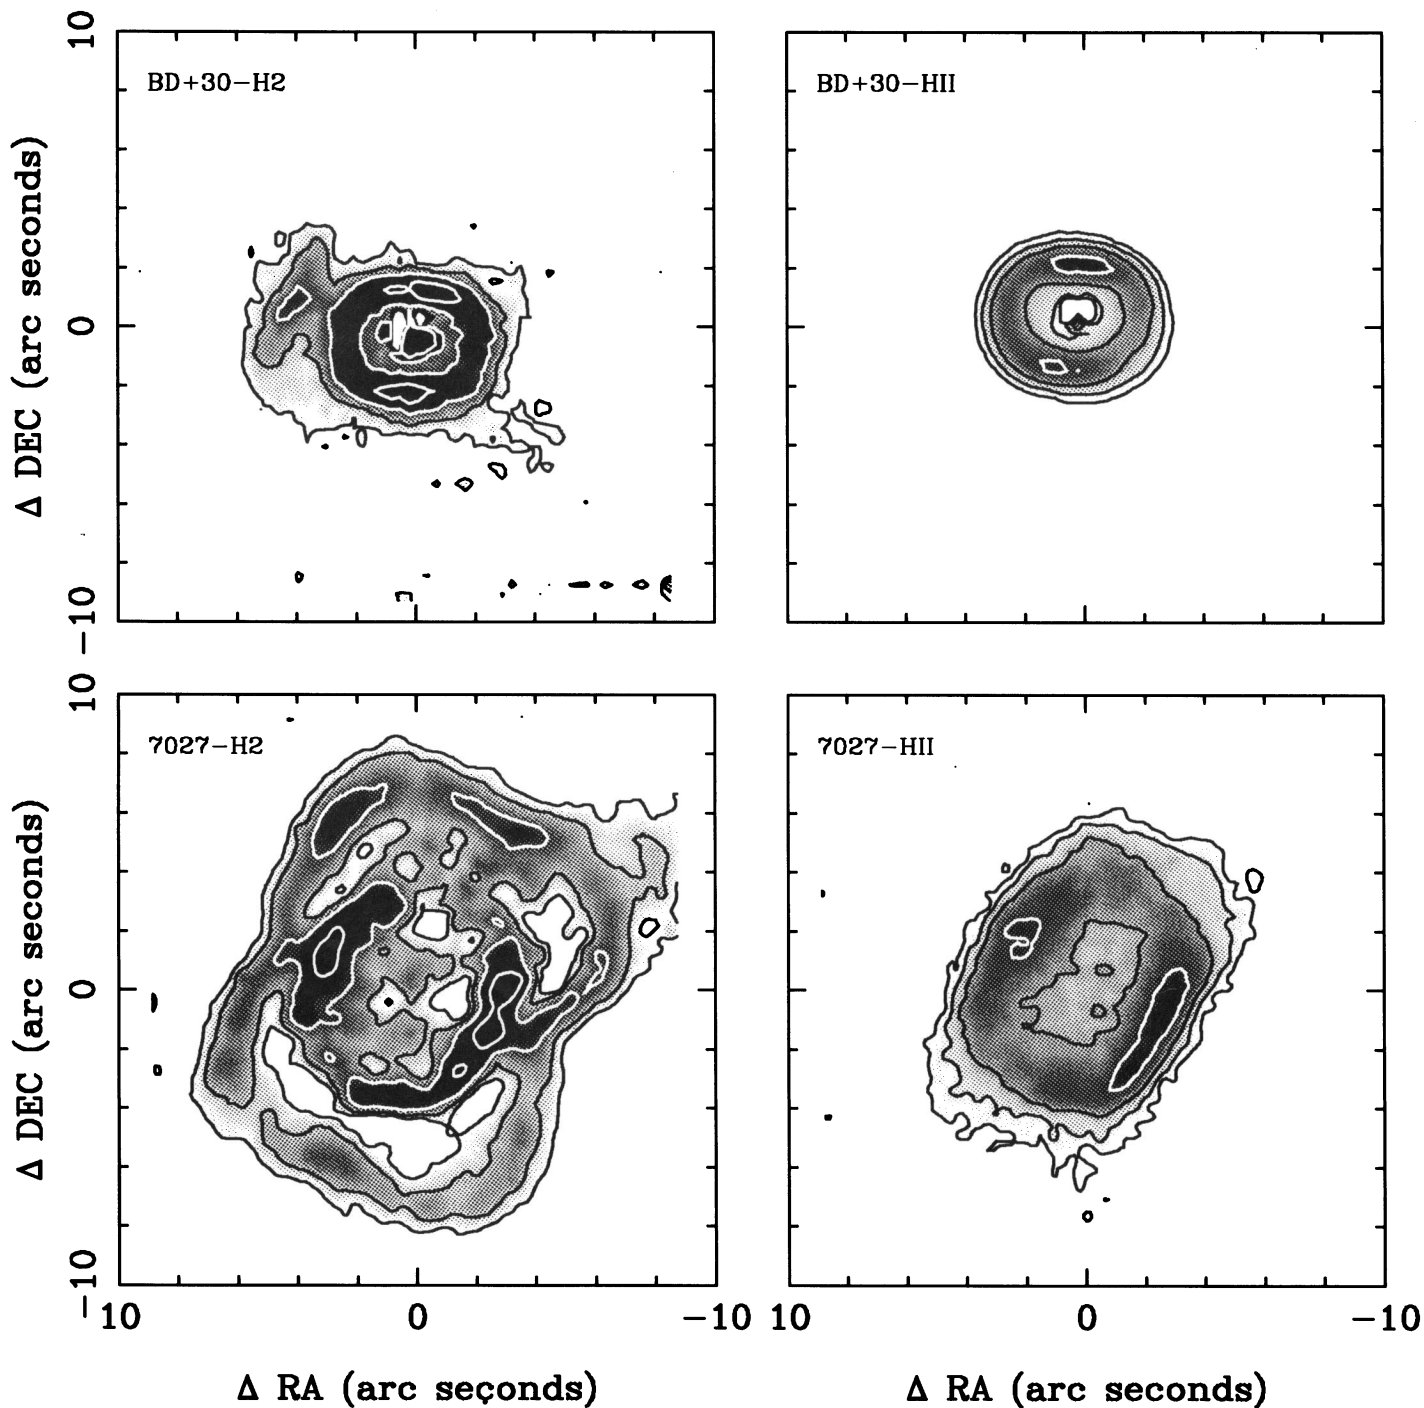 10
BD+30-H2
BD+30-HII
0
Δ DEC (arc seconds)
-10
10
7027-H2
7027-HII
0
Δ DEC (arc seconds)
-10
10 0 -10 10 0 -10
Δ RA (arc seconds) Δ RA (arc seconds)